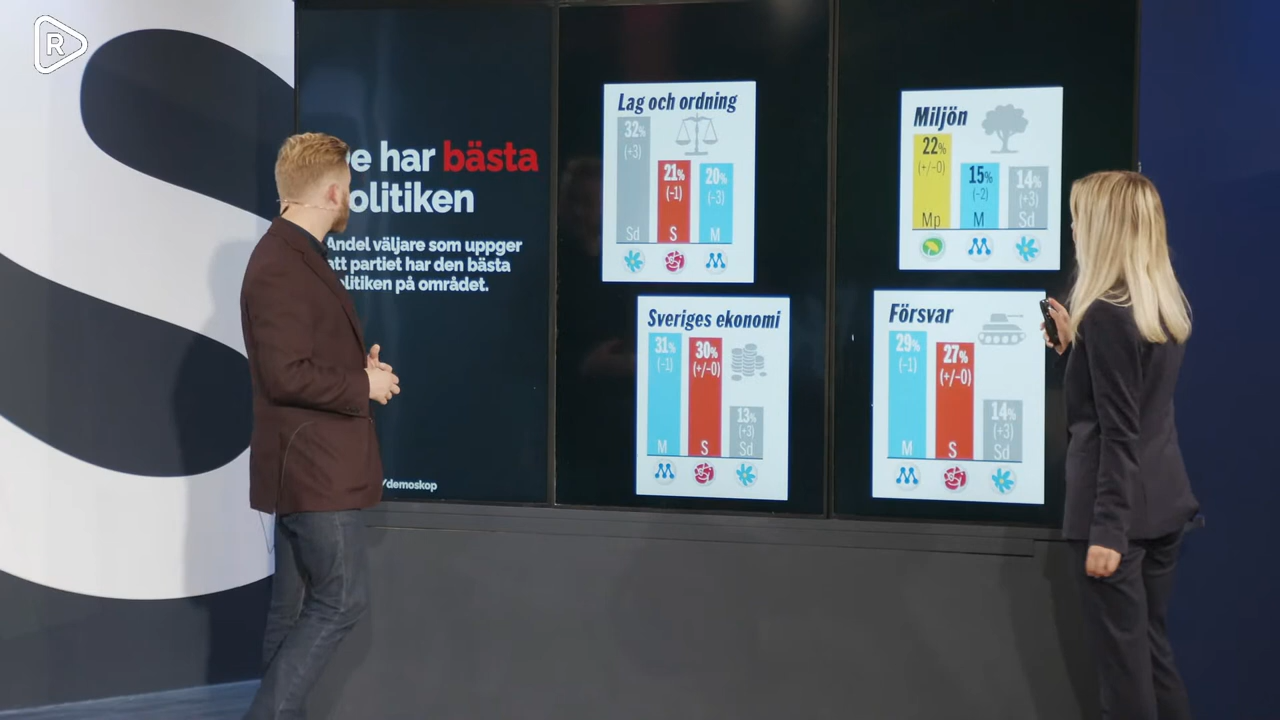 R
har bästa
olitiken
Andel väljare som uppger
att partiet har den bästa
litiken på området.
/demoskop
Lag och ordning
32%
(+3)
Sd
21%
(-1)
S
20%
(-3)
M
Sveriges ekonomi
31%
(-1)
M
30%
(+/-0)
S
13%
(+3)
Sd
Miljön
22%
(+/-0)
Mp
15%
(-2)
M
14%
(+3)
Sd
Försvar
29%
(-1)
M
27%
(+/-0)
S
14%
(+3)
Sd